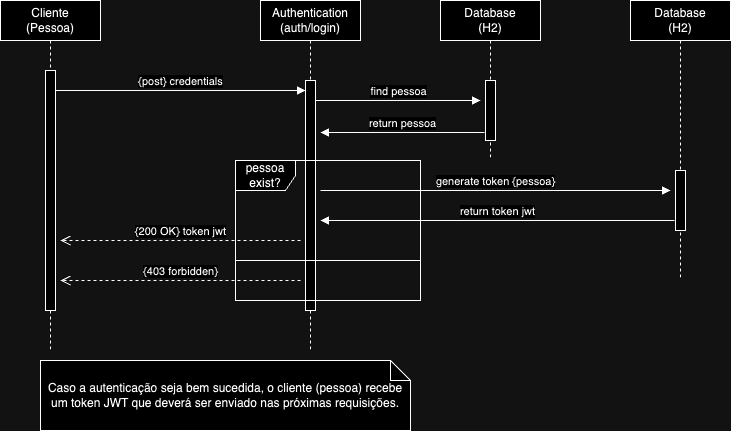 Cliente
(Pessoa)
Authentication
(auth/login)
Database
(H2)
Database
(H2)
{post} credentials
find pessoa
return pessoa
pessoa
exist?
generate token {pessoa}
return token jwt
{200 OK} token jwt
{403 forbidden}
Caso a autenticação seja bem sucedida, o cliente (pessoa) recebe
um token JWT que deverá ser enviado nas próximas requisições.